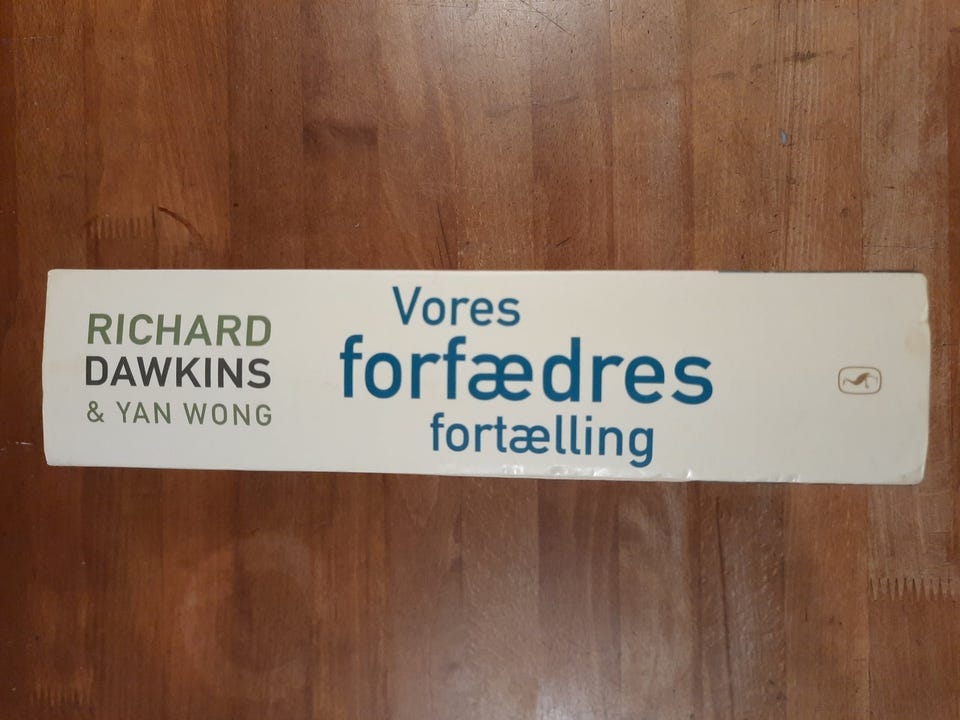 RICHARD
DAWKINS
& YAN WONG
Vores
forfædres
fortælling